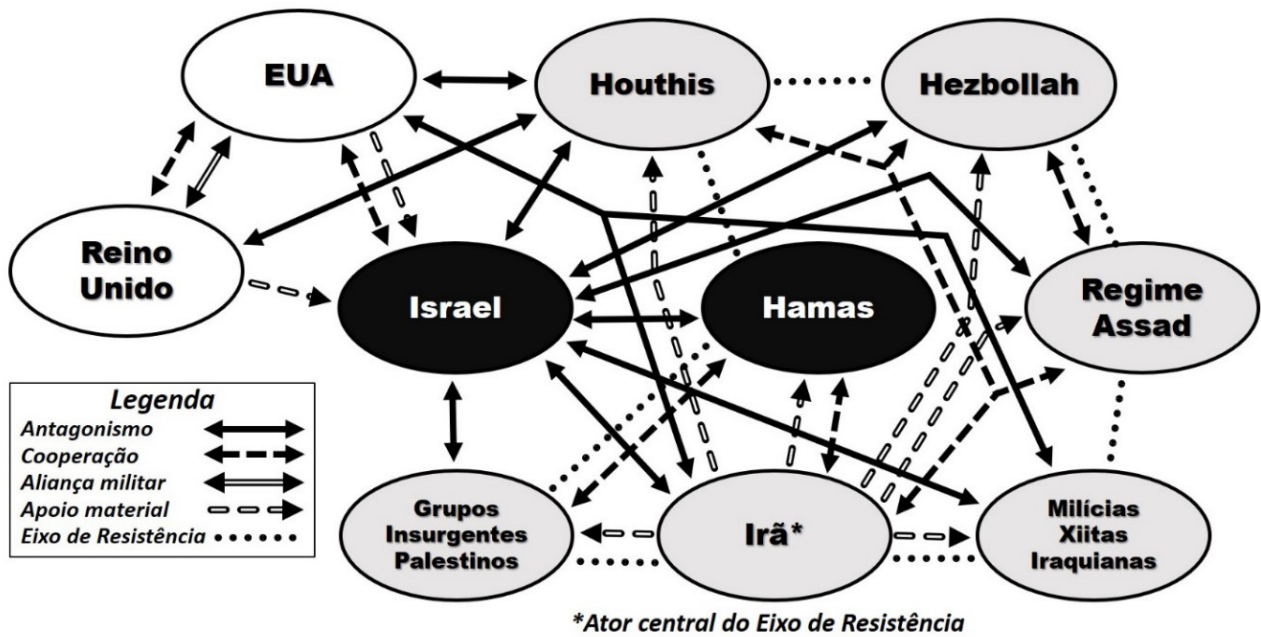 EUA
Houthis
Hezbollah
Reino
Unido
Israel
Hamas
Regime
Assad
Legenda
Antagonismo
Cooperação
Aliança militar
Apoio material
Eixo de Resistência
Grupos
Insurgentes
Palestinos
Irã*
Milícias
Xiitas
Iraquianas
*Ator central do Eixo de Resistência